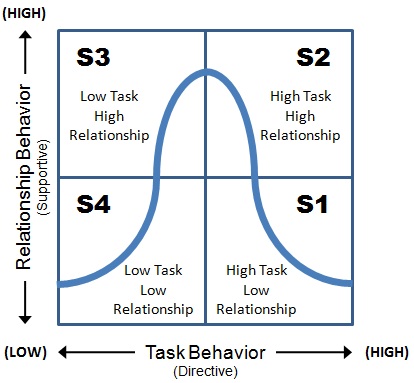 (HIGH)
S3
S2
Low Task
High
Relationship
High Task
High
Relationship
Relationship Behavior
(Supportive)
S4
S1
Low Task
Low
Relationship
High Task
Low
Relationship
(LOW)
Task Behavior
(HIGH)
(Directive)